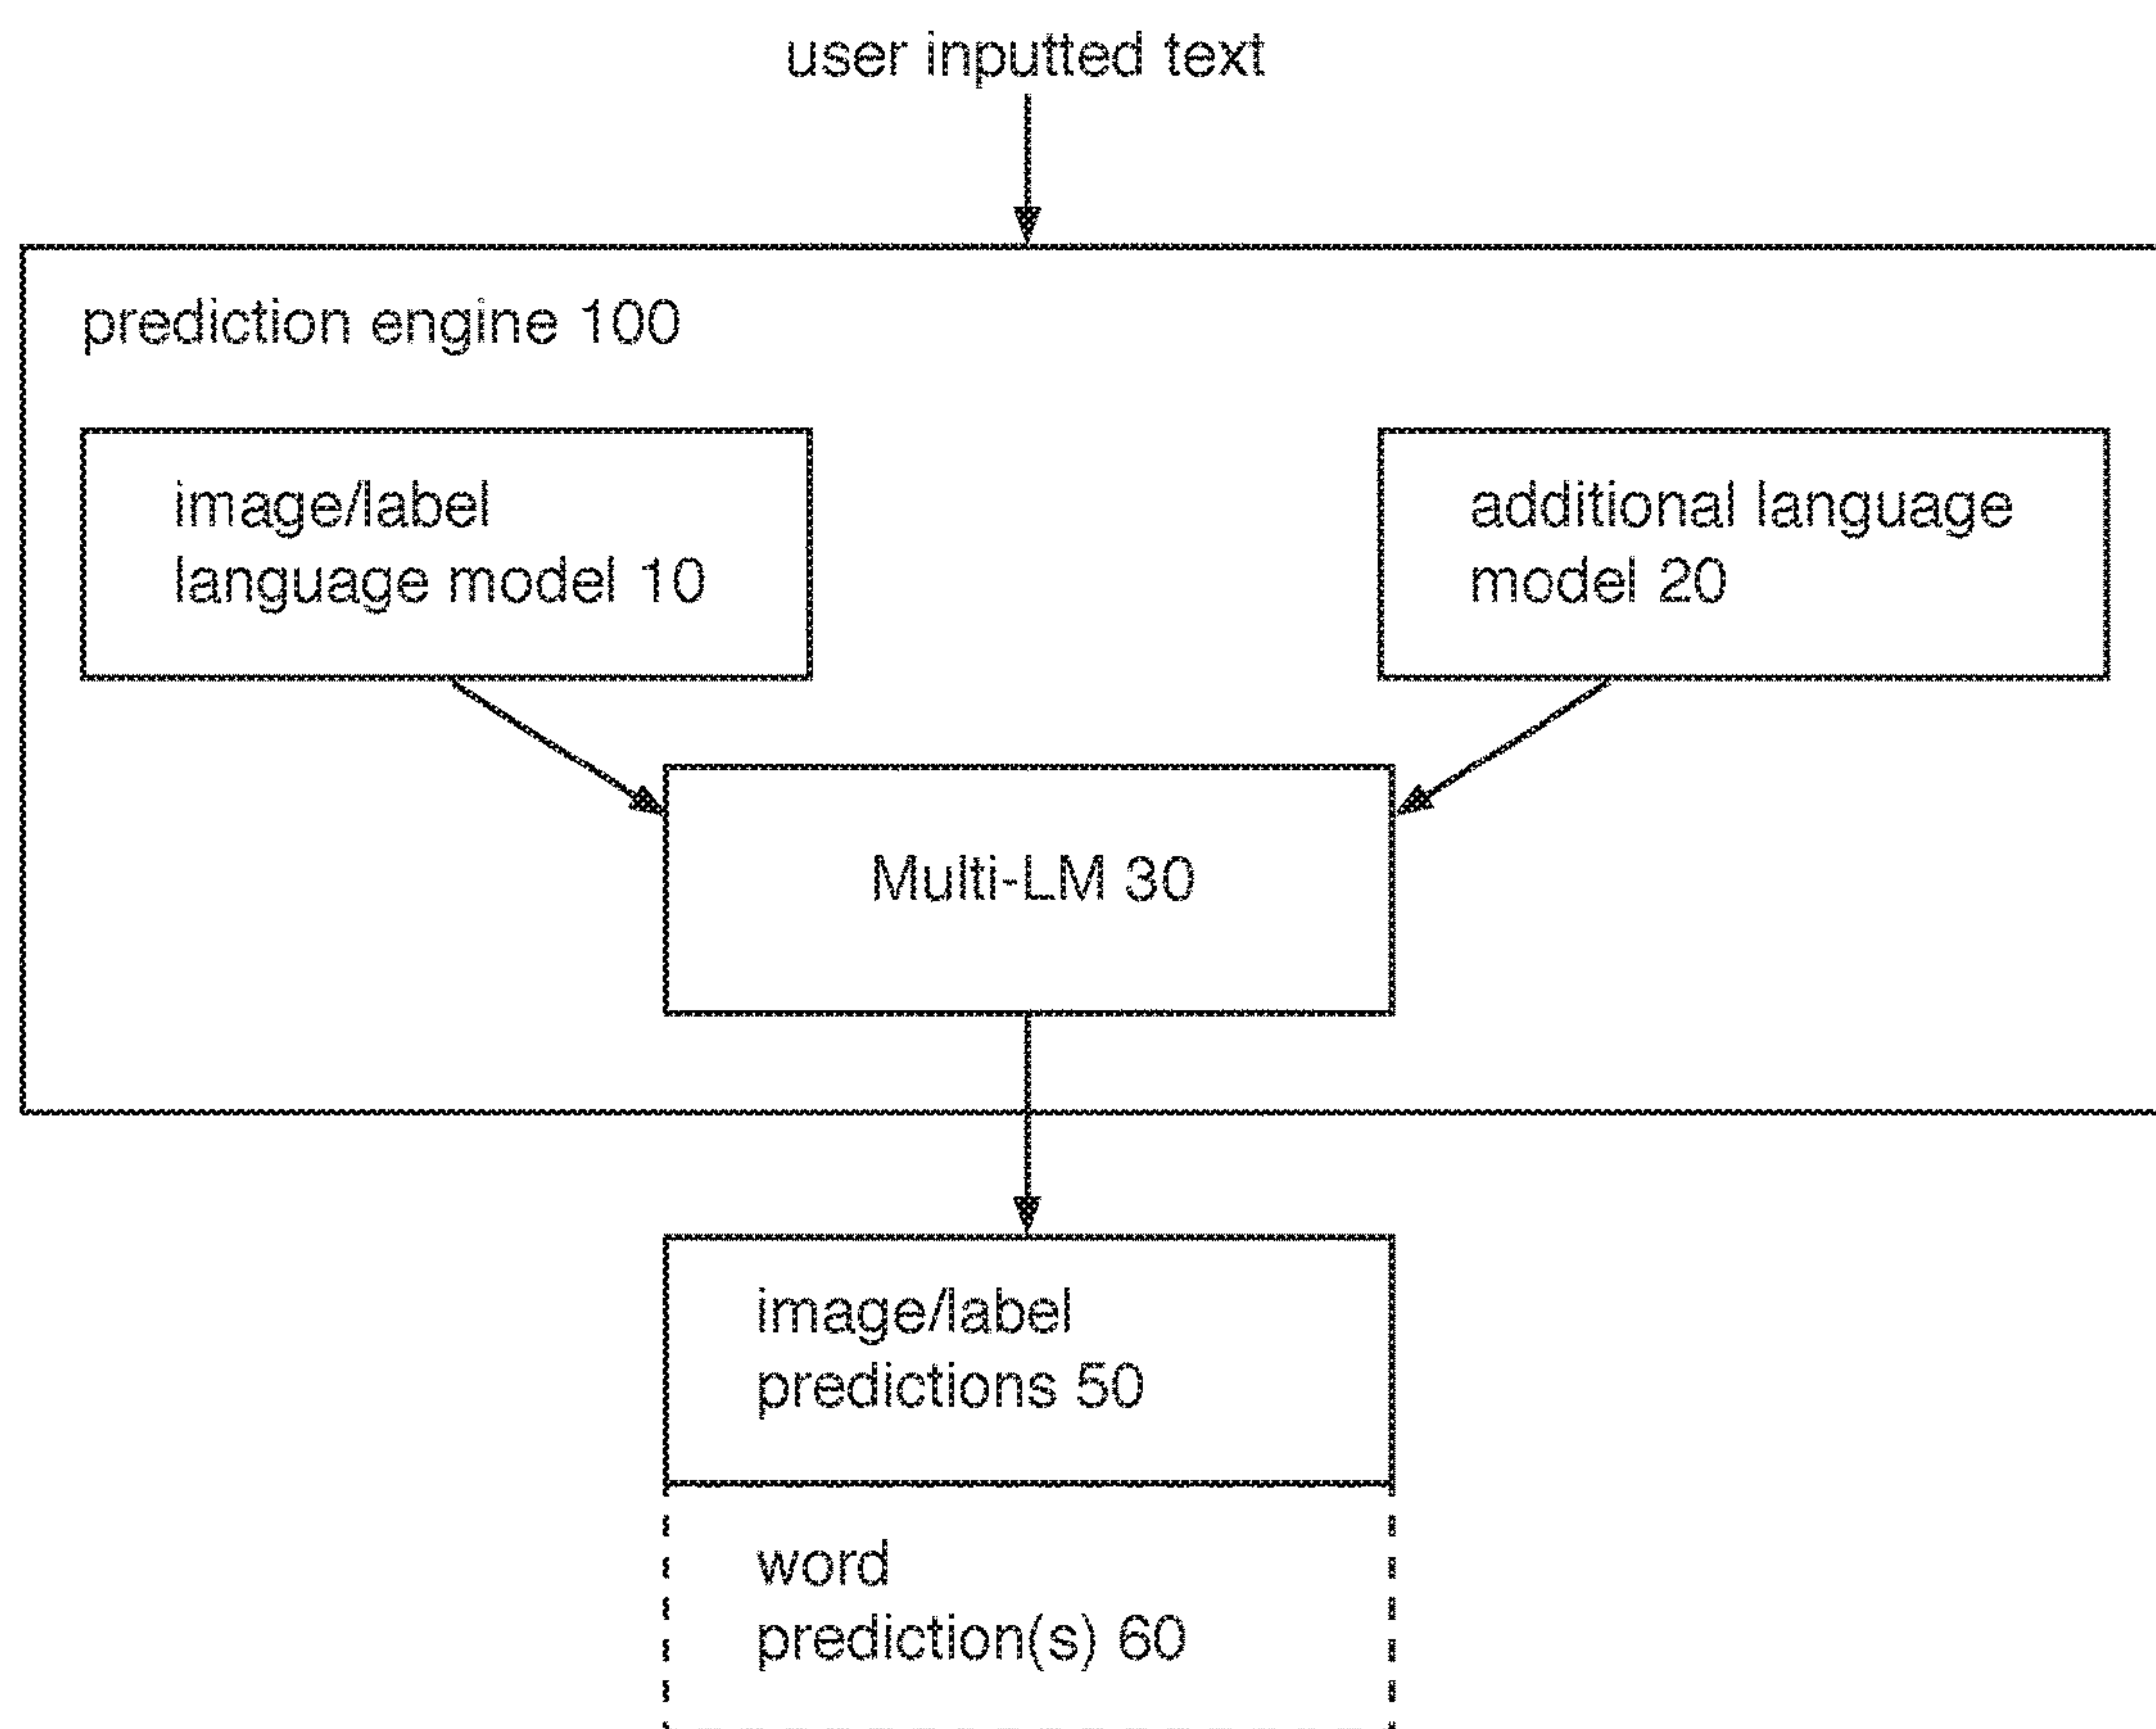 user inputted text
prediction engine 100
image/label
language model 10
additional language
model 20
Multi-LM 30
image/label
predictions 50
word
prediction(s) 60